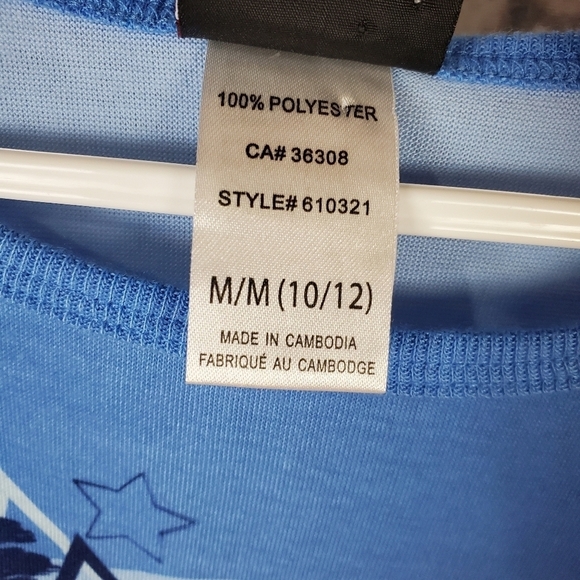 100% POLYESTER
CA# 36308
STYLE# 610321
M/M (10/12)
MADE IN CAMBODIA
FABRIQUÉ AU CAMBODGE